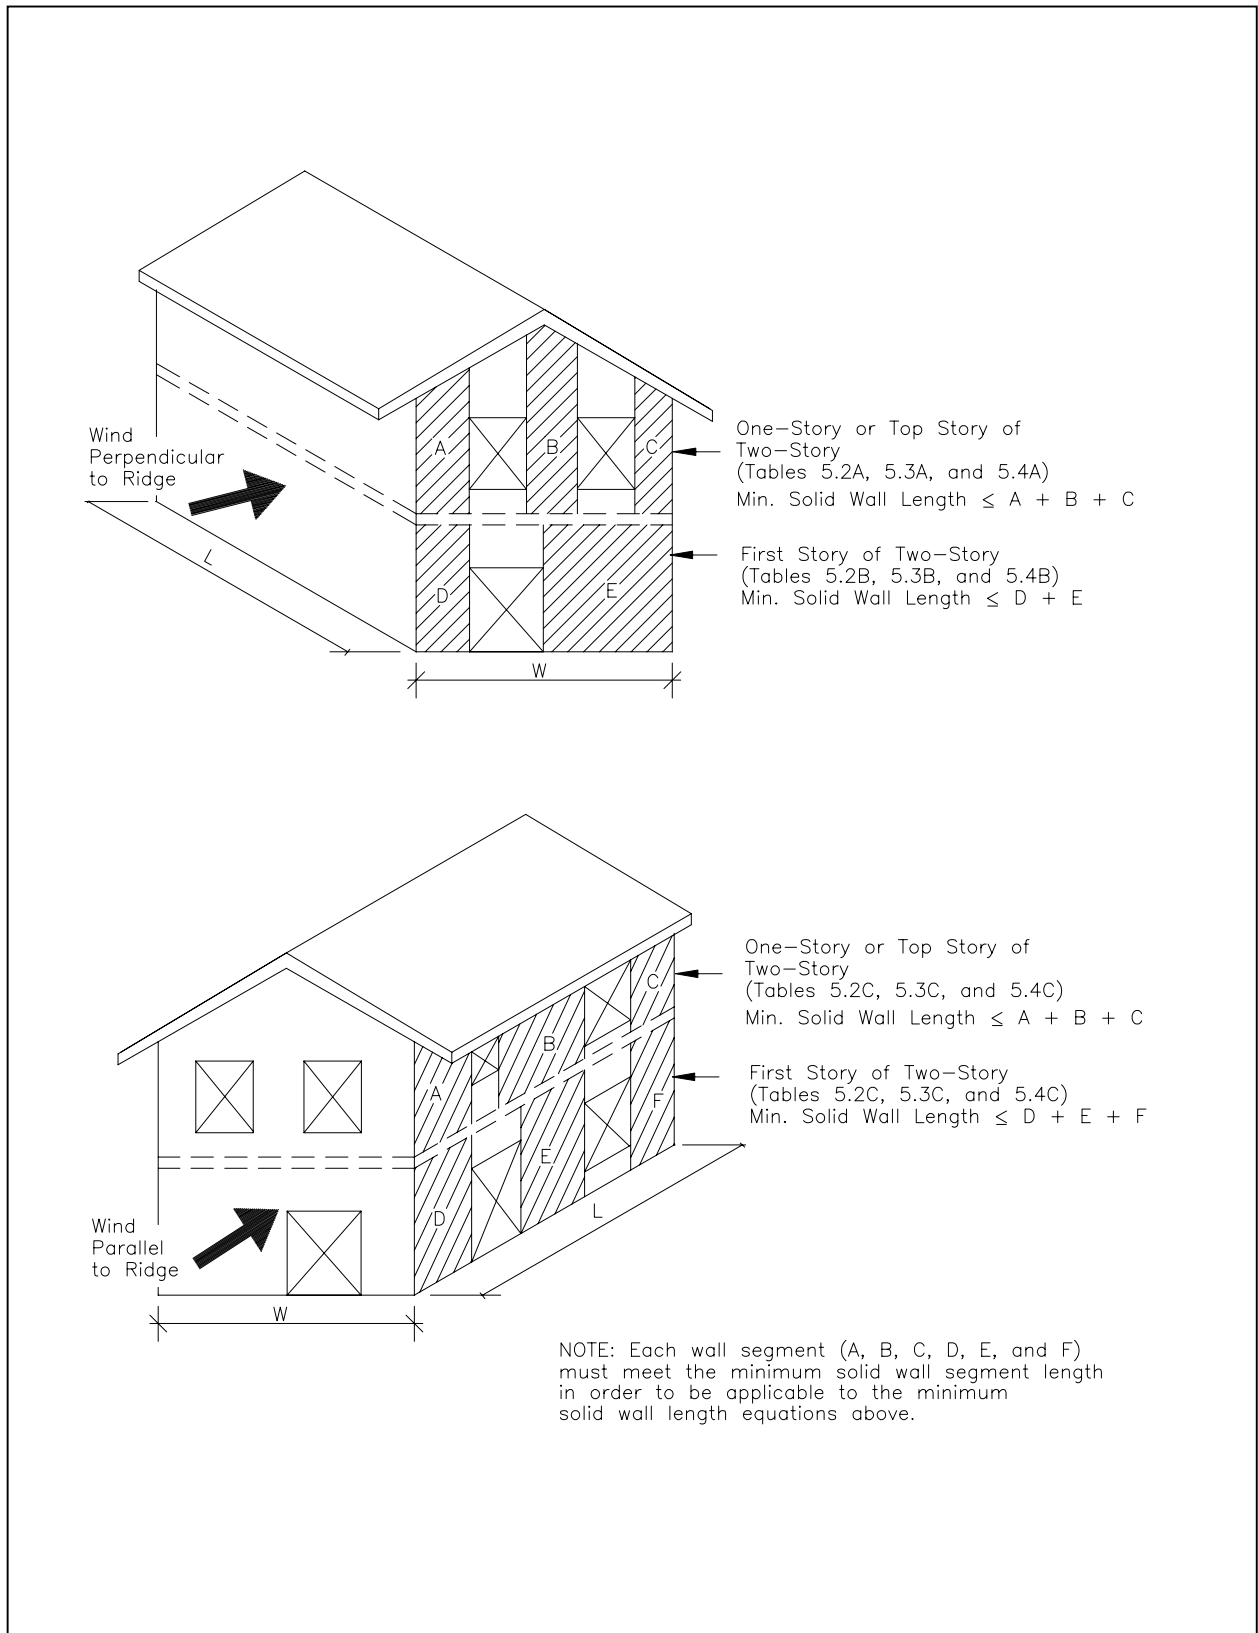 Wind
Perpendicular
to Ridge
L
A
B
C
D
E
W
One-Story or Top Story of
Two-Story
(Tables 5.2A, 5.3A, and 5.4A)
Min. Solid Wall Length ≤ A + B + C
First Story of Two-Story
(Tables 5.2B, 5.3B, and 5.4B)
Min. Solid Wall Length ≤ D + E
Wind
Parallel
to Ridge
A
B
C
D
E
F
L
W
One-Story or Top Story of
Two-Story
(Tables 5.2C, 5.3C, and 5.4C)
Min. Solid Wall Length ≤ A + B + C
First Story of Two-Story
(Tables 5.2C, 5.3C, and 5.4C)
Min. Solid Wall Length ≤ D + E + F
NOTE: Each wall segment (A, B, C, D, E, and F)
must meet the minimum solid wall segment length
in order to be applicable to the minimum
solid wall length equations above.